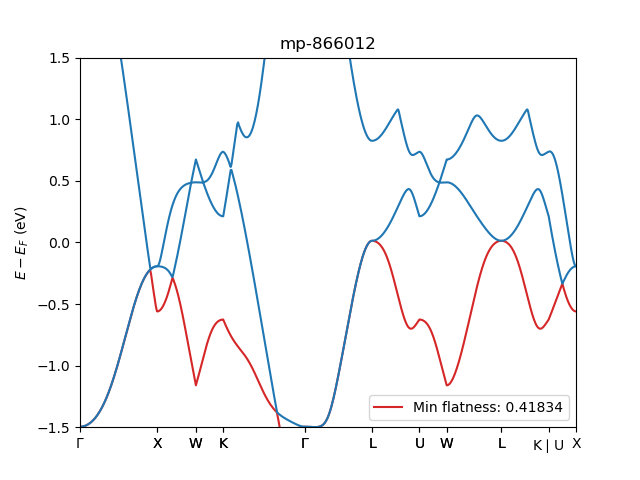 mp-866012
1.5
1.0
0.5
0.0
−0.5
−1.0
−1.5
E − E_F (eV)
Min flatness: 0.41834
Γ X W K Γ L U W L K | U X